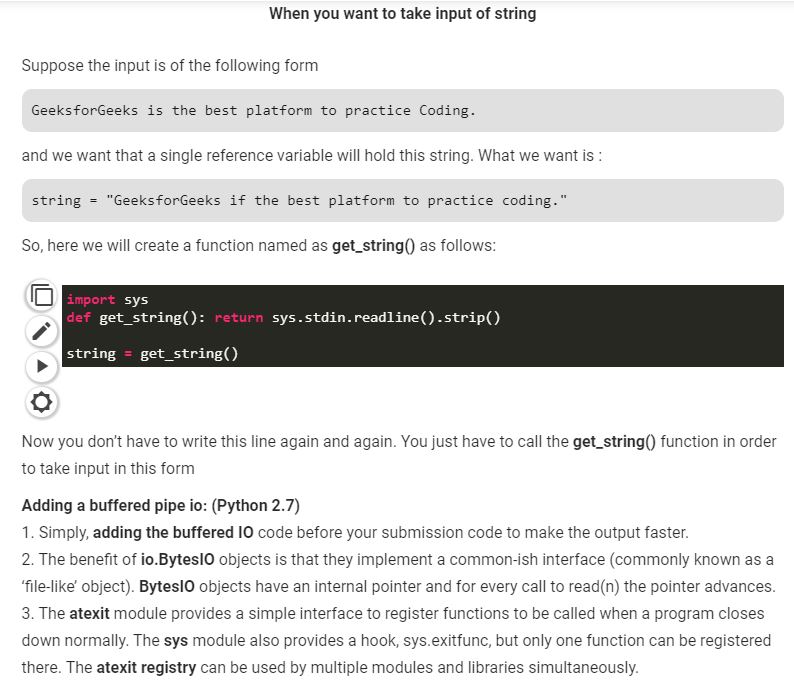 When you want to take input of string
Suppose the input is of the following form
GeeksforGeeks is the best platform to practice Coding.
and we want that a single reference variable will hold this string. What we want is :
string = "GeeksforGeeks if the best platform to practice coding."
So, here we will create a function named as get_string() as follows:
import sys
def get_string(): return sys.stdin.readline().strip()
string = get_string()
Now you don't have to write this line again and again. You just have to call the get_string() function in order
to take input in this form
Adding a buffered pipe io: (Python 2.7)
1. Simply, adding the buffered IO code before your submission code to make the output faster.
2. The benefit of io.BytesIO objects is that they implement a common-ish interface (commonly known as a
‘file-like’ object). BytesIO objects have an internal pointer and for every call to read(n) the pointer advances.
3. The atexit module provides a simple interface to register functions to be called when a program closes
down normally. The sys module also provides a hook, sys.exitfunc, but only one function can be registered
there. The atexit registry can be used by multiple modules and libraries simultaneously.